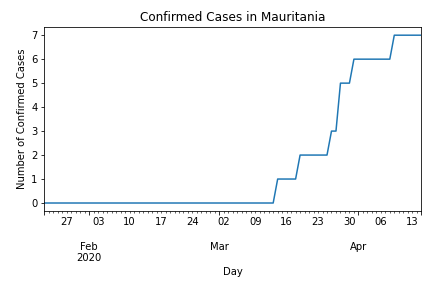 Confirmed Cases in Mauritania
Number of Confirmed Cases
7
6
5
4
3
2
1
0
27 03 10 17 24 02 09 16 23 30 06 13
Feb Mar Apr
2020
Day